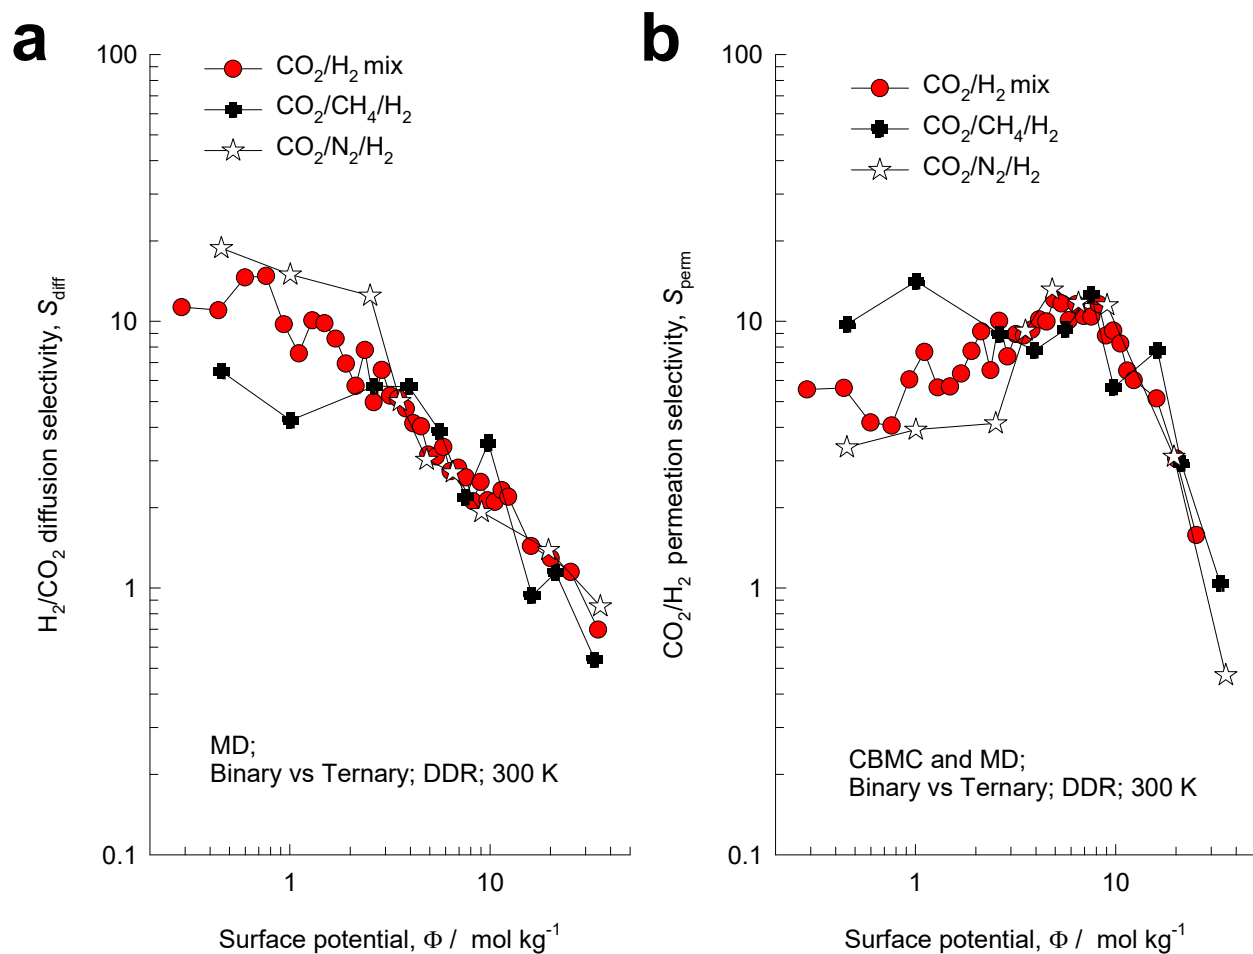 a
100
10
1
0.1
H₂/CO₂ diffusion selectivity, S_diff
CO₂/H₂ mix
CO₂/CH₄/H₂
CO₂/N₂/H₂
MD;
Binary vs Ternary; DDR; 300 K
1
10
Surface potential, Φ / mol kg⁻¹
b
100
10
1
0.1
CO₂/H₂ permeation selectivity, S_perm
CO₂/H₂ mix
CO₂/CH₄/H₂
CO₂/N₂/H₂
CBMC and MD;
Binary vs Ternary; DDR; 300 K
1
10
Surface potential, Φ / mol kg⁻¹